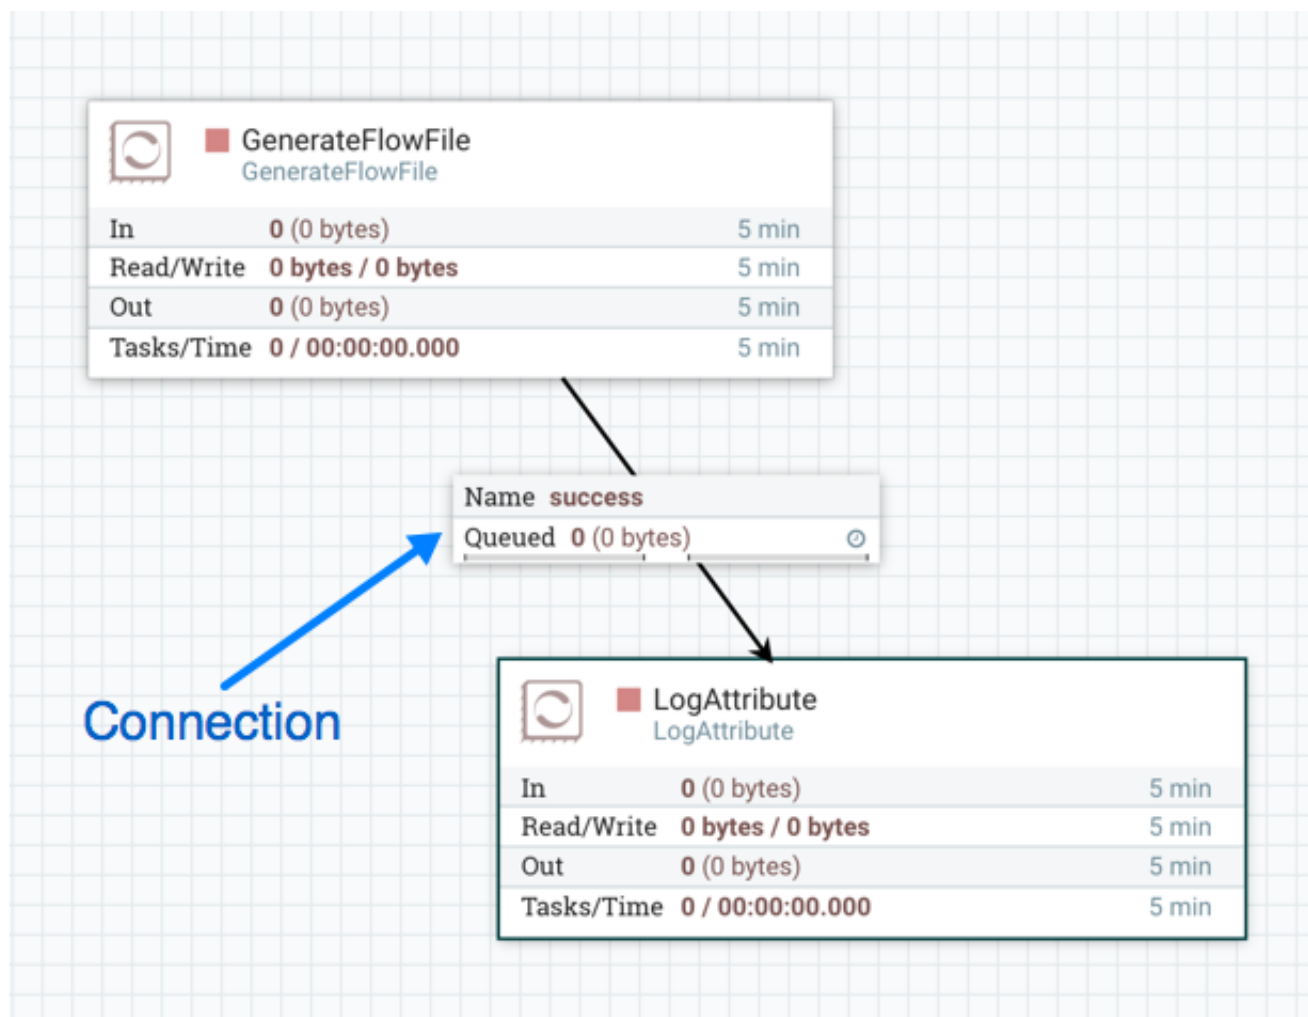 GenerateFlowFile
GenerateFlowFile
In 0 (0 bytes) 5 min
Read/Write 0 bytes / 0 bytes 5 min
Out 0 (0 bytes) 5 min
Tasks/Time 0 / 00:00:00.000 5 min
Name success
Queued 0 (0 bytes)
Connection
LogAttribute
LogAttribute
In 0 (0 bytes) 5 min
Read/Write 0 bytes / 0 bytes 5 min
Out 0 (0 bytes) 5 min
Tasks/Time 0 / 00:00:00.000 5 min